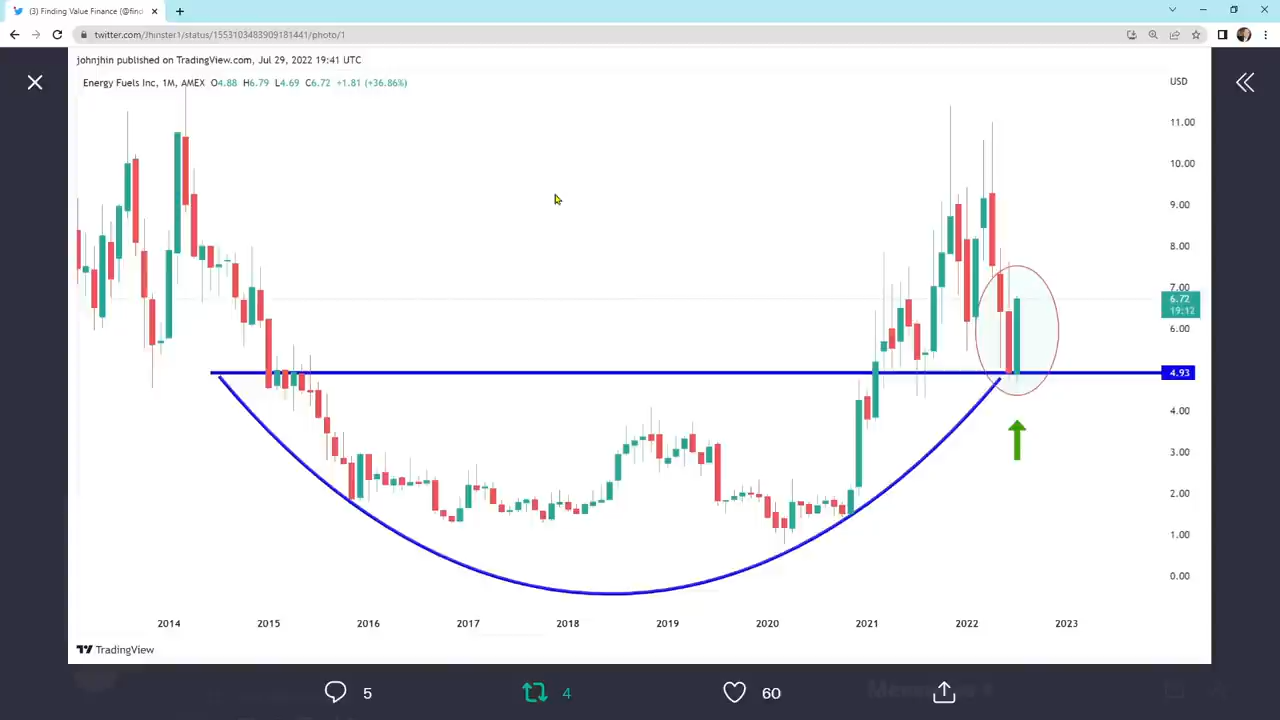 (3) Finding Value Finance (@find
twitter.com/Jhinster1/status/1553103483909181441/photo/1
johnjhin published on TradingView.com, Jul 29, 2022 19:41 UTC
Energy Fuels Inc, 1M, AMEX O4.88 H6.79 L4.69 C6.72 +1.81 (+36.86%)
USD
11.00
10.00
9.00
8.00
7.00
6.72
19:12
6.00
4.93
4.00
3.00
2.00
1.00
0.00
2014 2015 2016 2017 2018 2019 2020 2021 2022 2023
TradingView
5 4 60